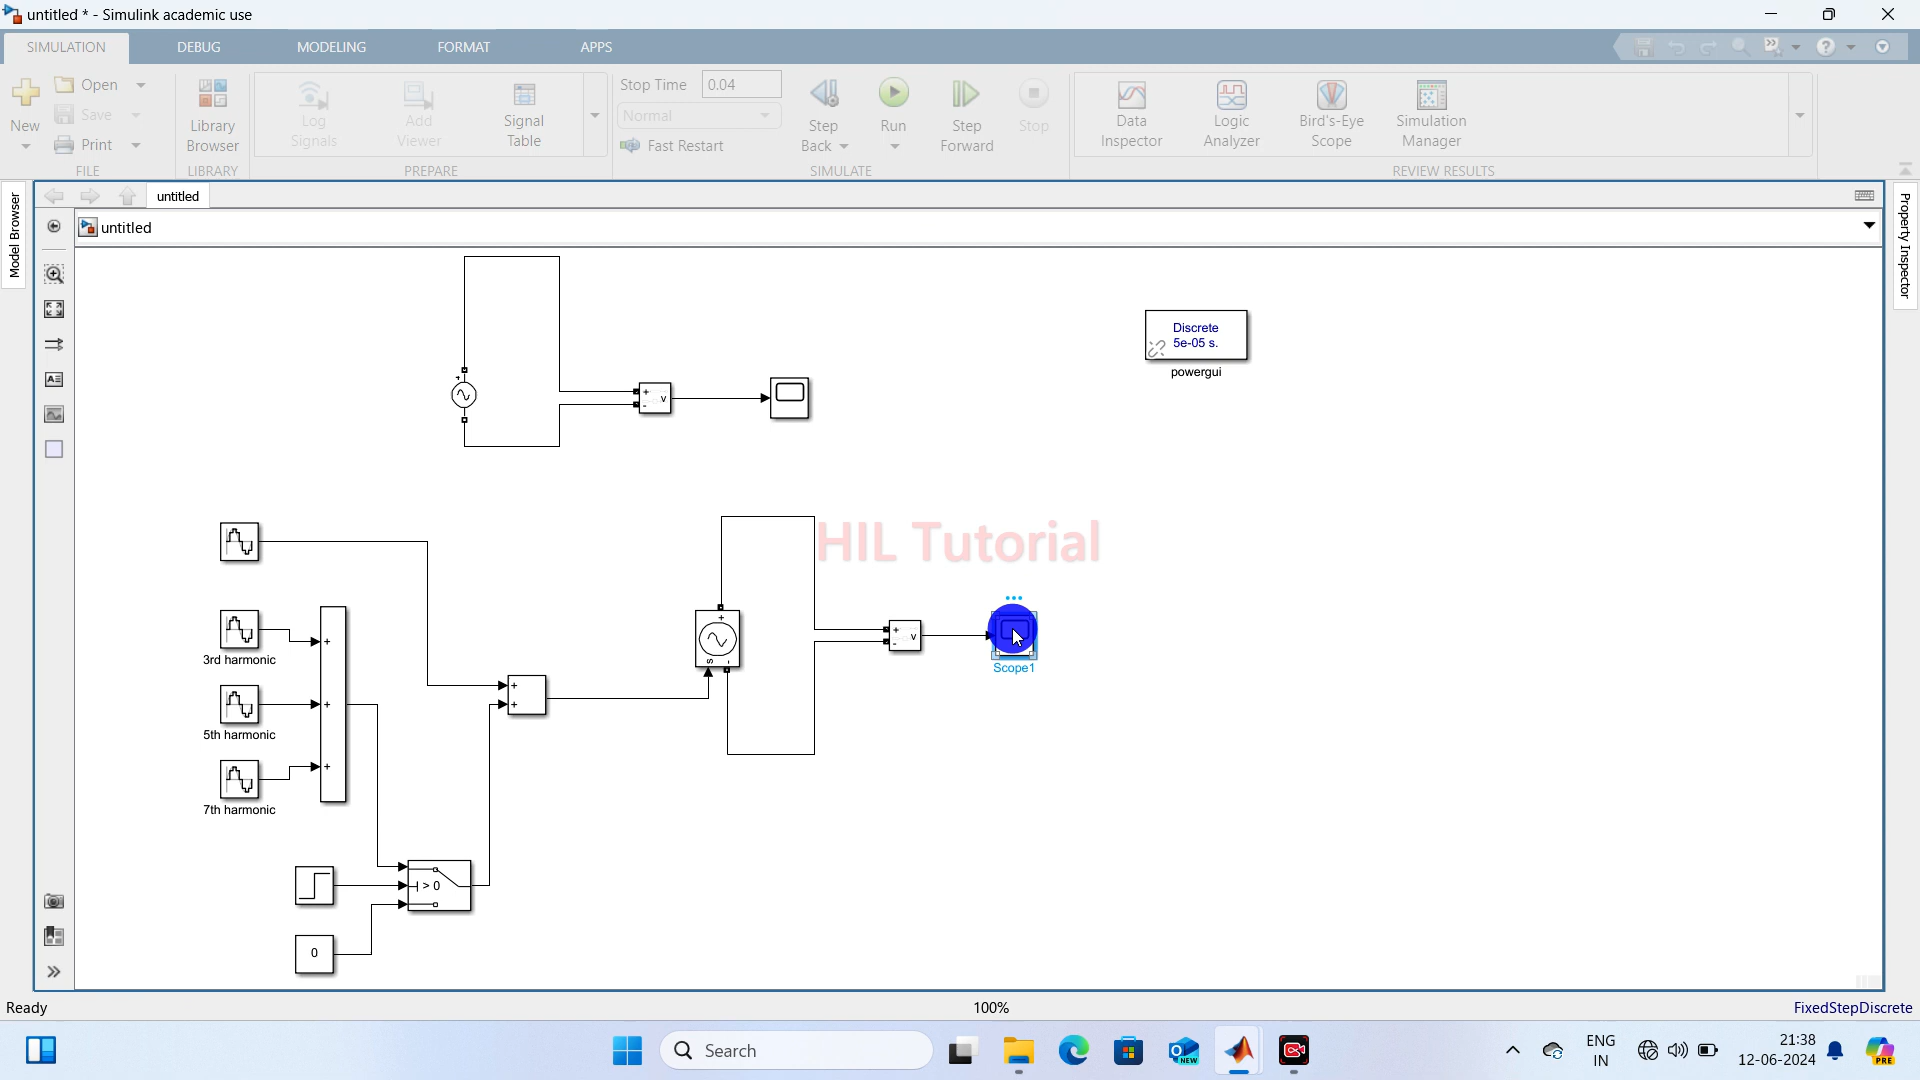 untitled * - Simulink academic use
SIMULATION
DEBUG
MODELING
FORMAT
APPS
New
Open
Save
Print
FILE
Library
Browser
LIBRARY
Log
Signals
Add
Viewer
Signal
Table
PREPARE
Stop Time 0.04
Normal
Fast Restart
Step
Back
Run
Step
Forward
Stop
SIMULATE
Data
Inspector
Logic
Analyzer
Bird's-Eye
Scope
Simulation
Manager
REVIEW RESULTS
Model Browser
untitled
untitled
Property Inspector
Discrete
5e-05 s.
powergui
+
+
-
v
HIL Tutorial
3rd harmonic
5th harmonic
7th harmonic
+
+
+
+
+
+
s
-
+
-
v
Scope1
> 0
0
Ready
100%
FixedStepDiscrete
Search
NEW
ENG
IN
21:38
12-06-2024
PRE